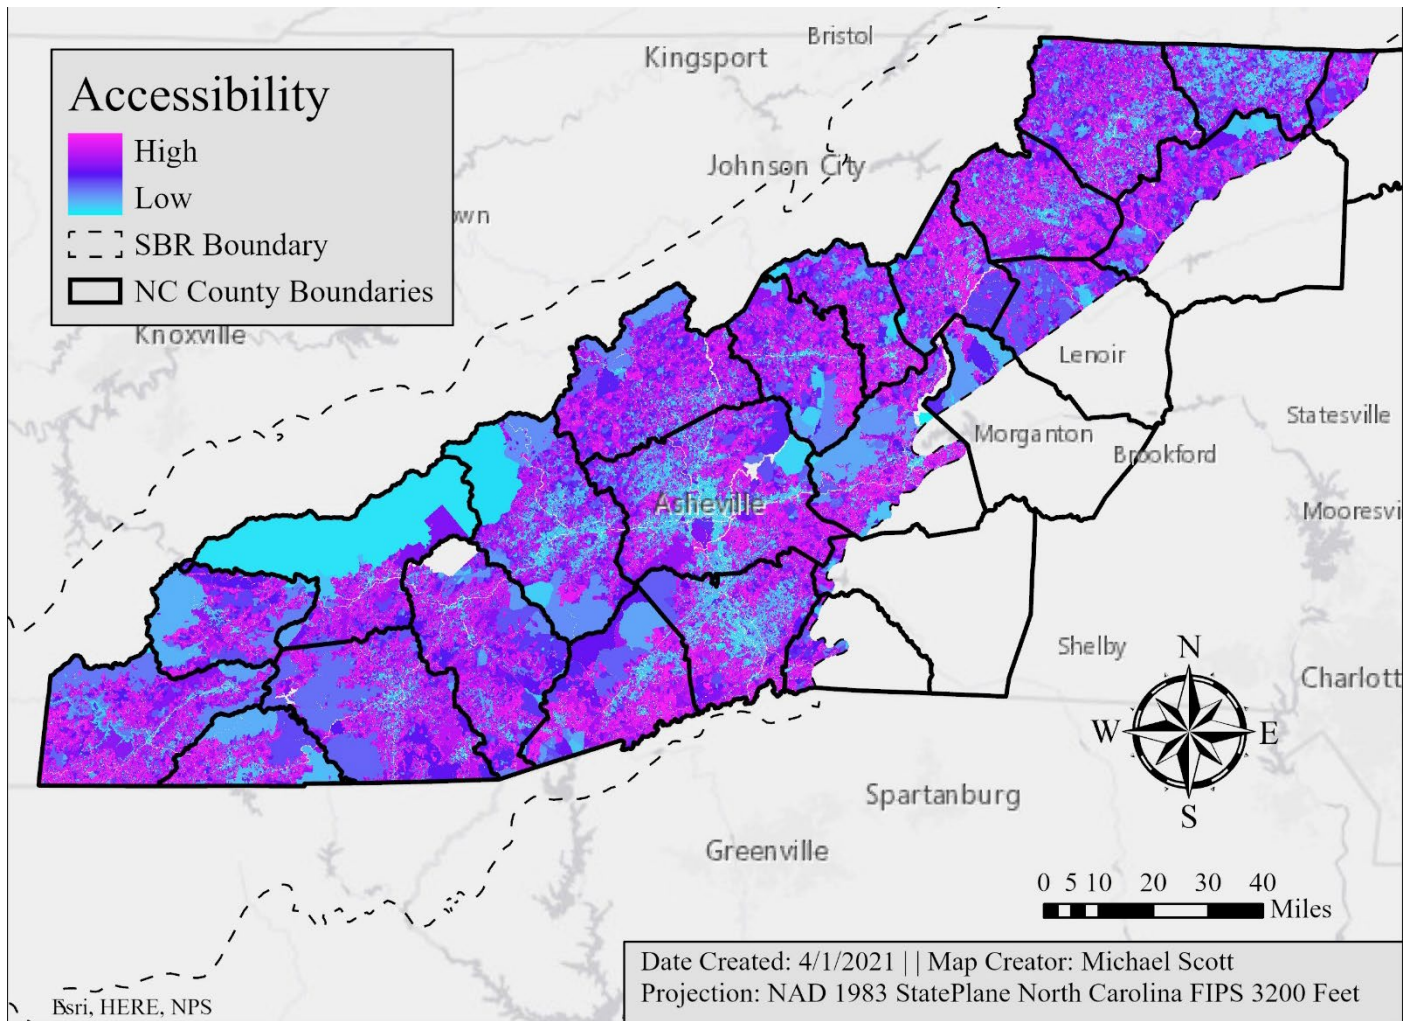 Accessibility
High
Low
SBR Boundary
NC County Boundaries
Bristol
Kingsport
Johnson City
own
Knoxville
Lenoir
Statesville
Morganton
Brookford
Asheville
Mooresvi
Shelby
Charlott
N
W E
S
Spartanburg
Greenville
0 5 10 20 30 40
Miles
Date Created: 4/1/2021 || Map Creator: Michael Scott
Projection: NAD 1983 StatePlane North Carolina FIPS 3200 Feet
Esri, HERE, NPS